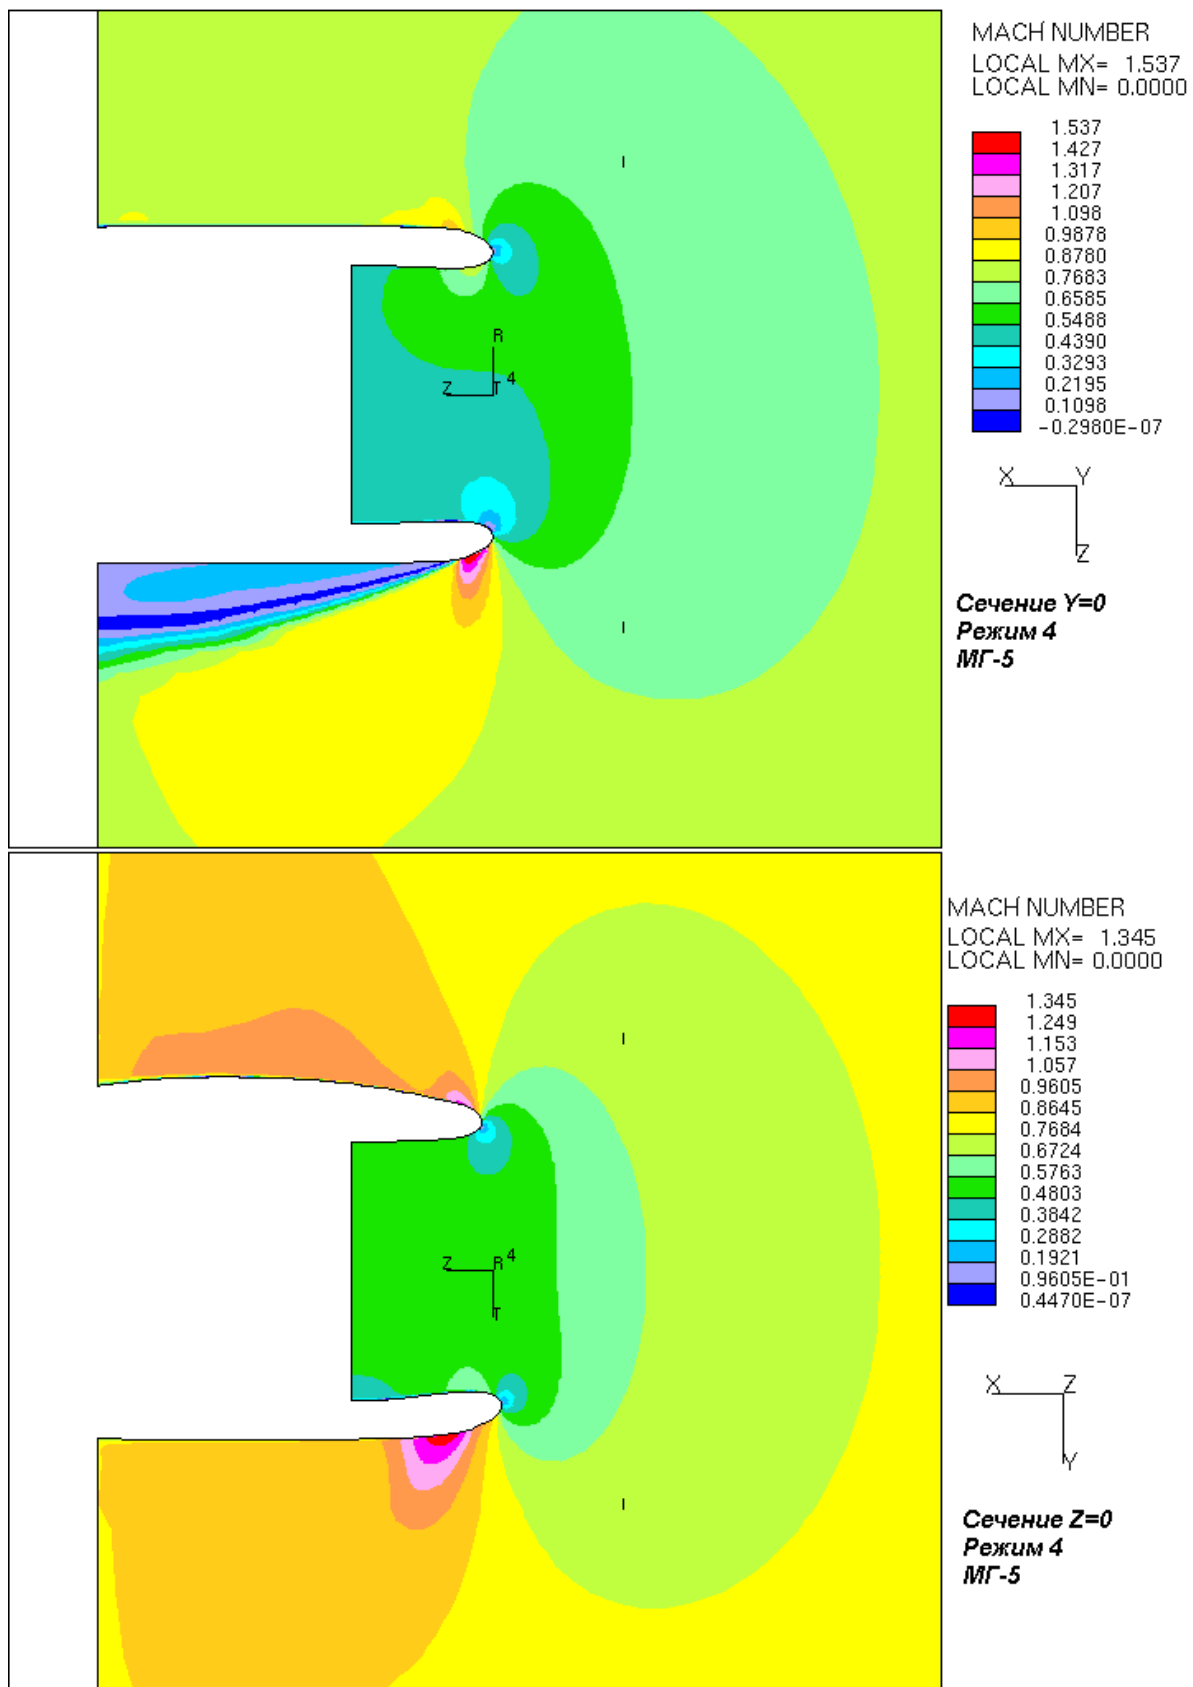 MACH NUMBER
LOCAL MX= 1.537
LOCAL MN= 0.0000
1.537
1.427
1.317
1.207
1.098
0.9878
0.8780
0.7683
0.6585
0.5488
0.4390
0.3293
0.2195
0.1098
-0.2980E-07
R
Z T 4
X Y
Z
Сечение Y=0
Режим 4
МГ-5
MACH NUMBER
LOCAL MX= 1.345
LOCAL MN= 0.0000
1.345
1.249
1.153
1.057
0.9605
0.8645
0.7684
0.6724
0.5763
0.4803
0.3842
0.2882
0.1921
0.9605E-01
0.4470E-07
Z R 4
T
X Z
Y
Сечение Z=0
Режим 4
МГ-5